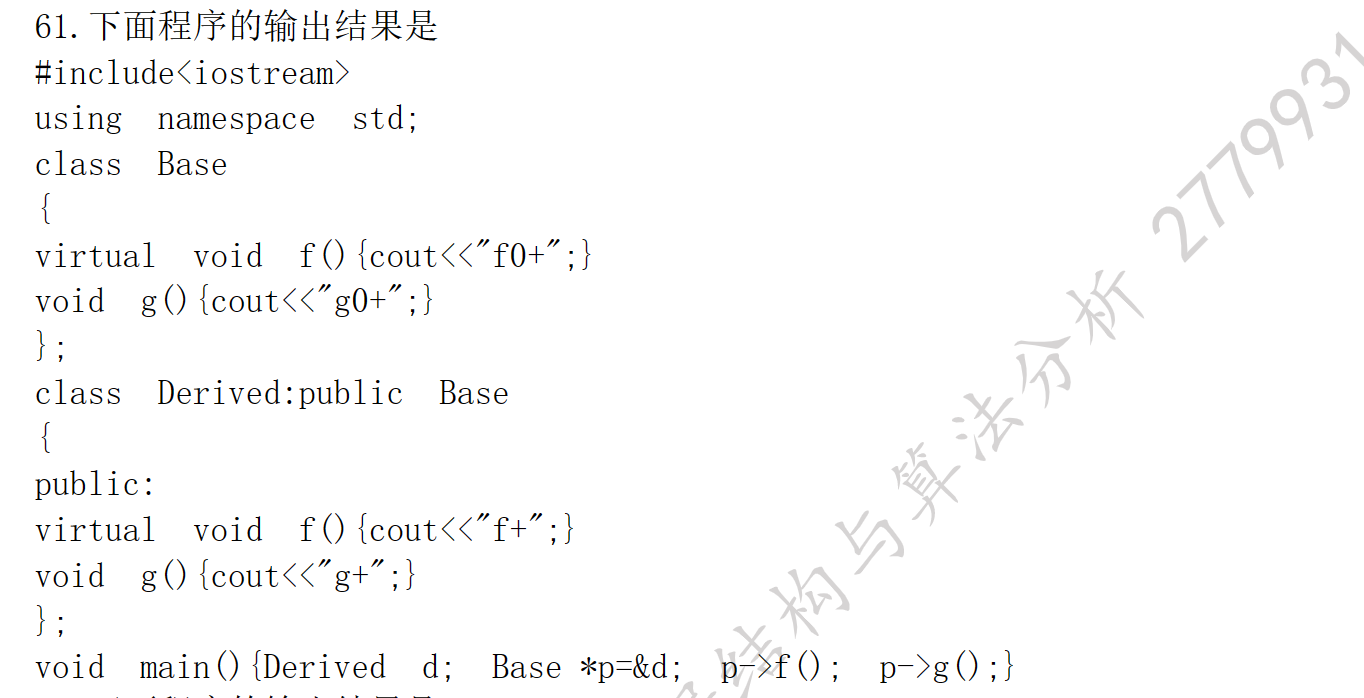 61.下面程序的输出结果是
#include<iostream>
using namespace std;
class Base
{
virtual void f(){cout<<"f0+";}
void g(){cout<<"g0+";}
};
class Derived:public Base
{
public:
virtual void f(){cout<<"f+";}
void g(){cout<<"g+";}
};
void main(){Derived d; Base *p=&d; p->f(); p->g();}
结构与算法分析 2779931